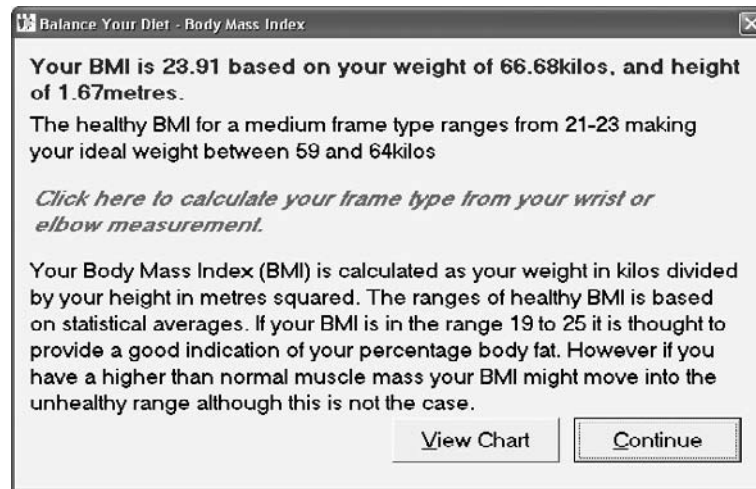 Balance Your Diet - Body Mass Index
Your BMI is 23.91 based on your weight of 66.68kilos, and height
of 1.67metres.
The healthy BMI for a medium frame type ranges from 21-23 making
your ideal weight between 59 and 64kilos
Click here to calculate your frame type from your wrist or
elbow measurement.
Your Body Mass Index (BMI) is calculated as your weight in kilos divided
by your height in metres squared. The ranges of healthy BMI is based
on statistical averages. If your BMI is in the range 19 to 25 it is thought to
provide a good indication of your percentage body fat. However if you
have a higher than normal muscle mass your BMI might move into the
unhealthy range although this is not the case.
View Chart Continue